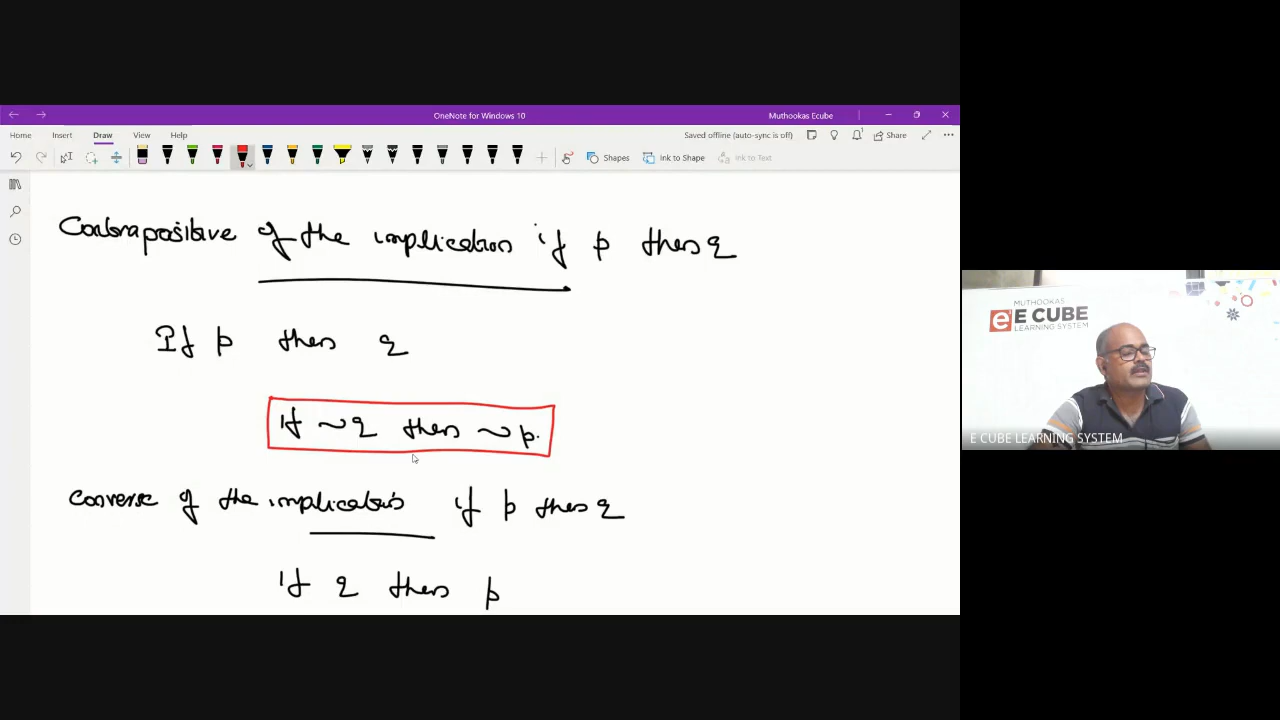 OneNote for Windows 10
Muthookas Ecube
Home Insert Draw View Help
Saved offline (auto-sync is off)
Share
Shapes
Ink to Shape
Ink to Text
Contrapositive of the implication if p then q
If p then q
If ~q then ~p.
Converse of the implication if p then q
If q then p
MUTHOOKAS
e E CUBE
LEARNING SYSTEM
E CUBE LEARNING SYSTEM